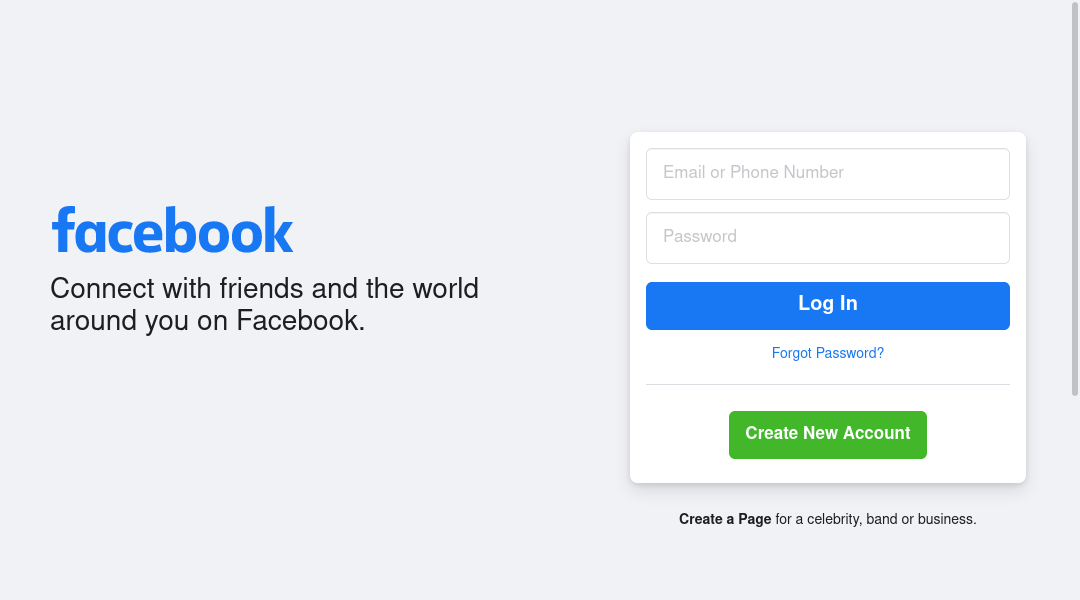 facebook
Connect with friends and the world
around you on Facebook.
Email or Phone Number
Password
Log In
Forgot Password?
Create New Account
Create a Page for a celebrity, band or business.